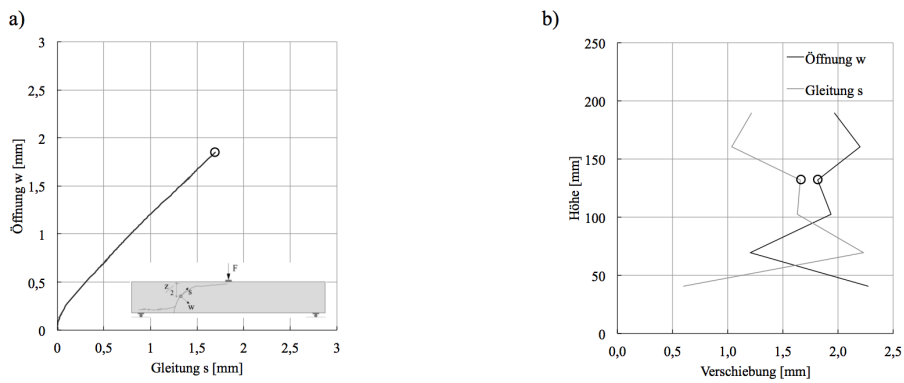 a)
3
2,5
2
1,5
1
0,5
0
Öffnung w [mm]
0 0,5 1 1,5 2 2,5 3
Gleitung s [mm]
F
z
2
s
w
b)
250
200
150
100
50
0
Höhe [mm]
Öffnung w
Gleitung s
0,0 0,5 1,0 1,5 2,0 2,5
Verschiebung [mm]